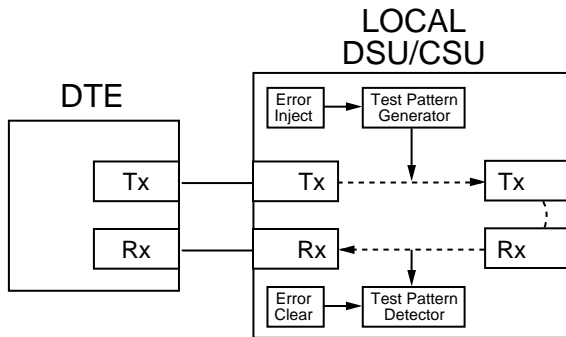 LOCAL
DSU/CSU
DTE
Error
Inject
Test Pattern
Generator
Tx
Tx
Tx
Rx
Rx
Rx
Error
Clear
Test Pattern
Detector